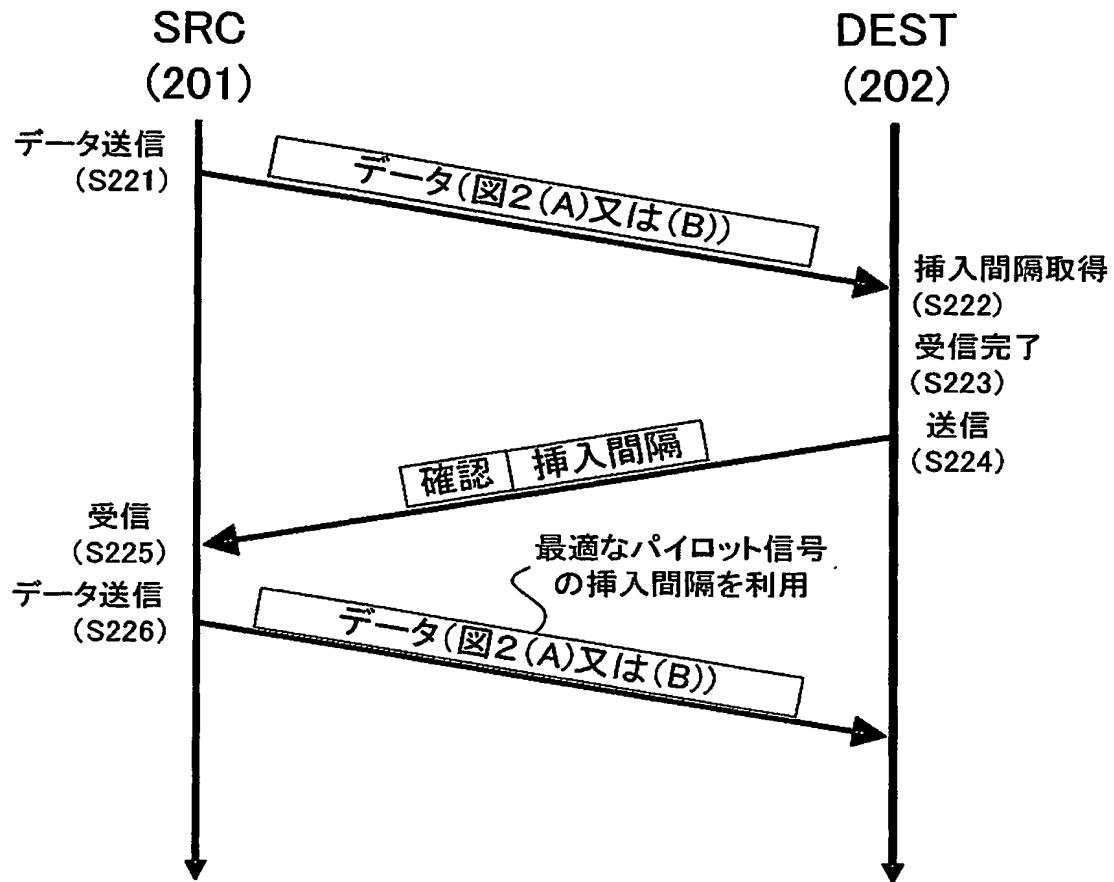 SRC
(201)
DEST
(202)
データ送信
(S221)
データ(図2(A)又は(B))
挿入間隔取得
(S222)
受信完了
(S223)
送信
(S224)
確認 挿入間隔
受信
(S225)
最適なパイロット信号
の挿入間隔を利用
データ送信
(S226)
データ(図2(A)又は(B))